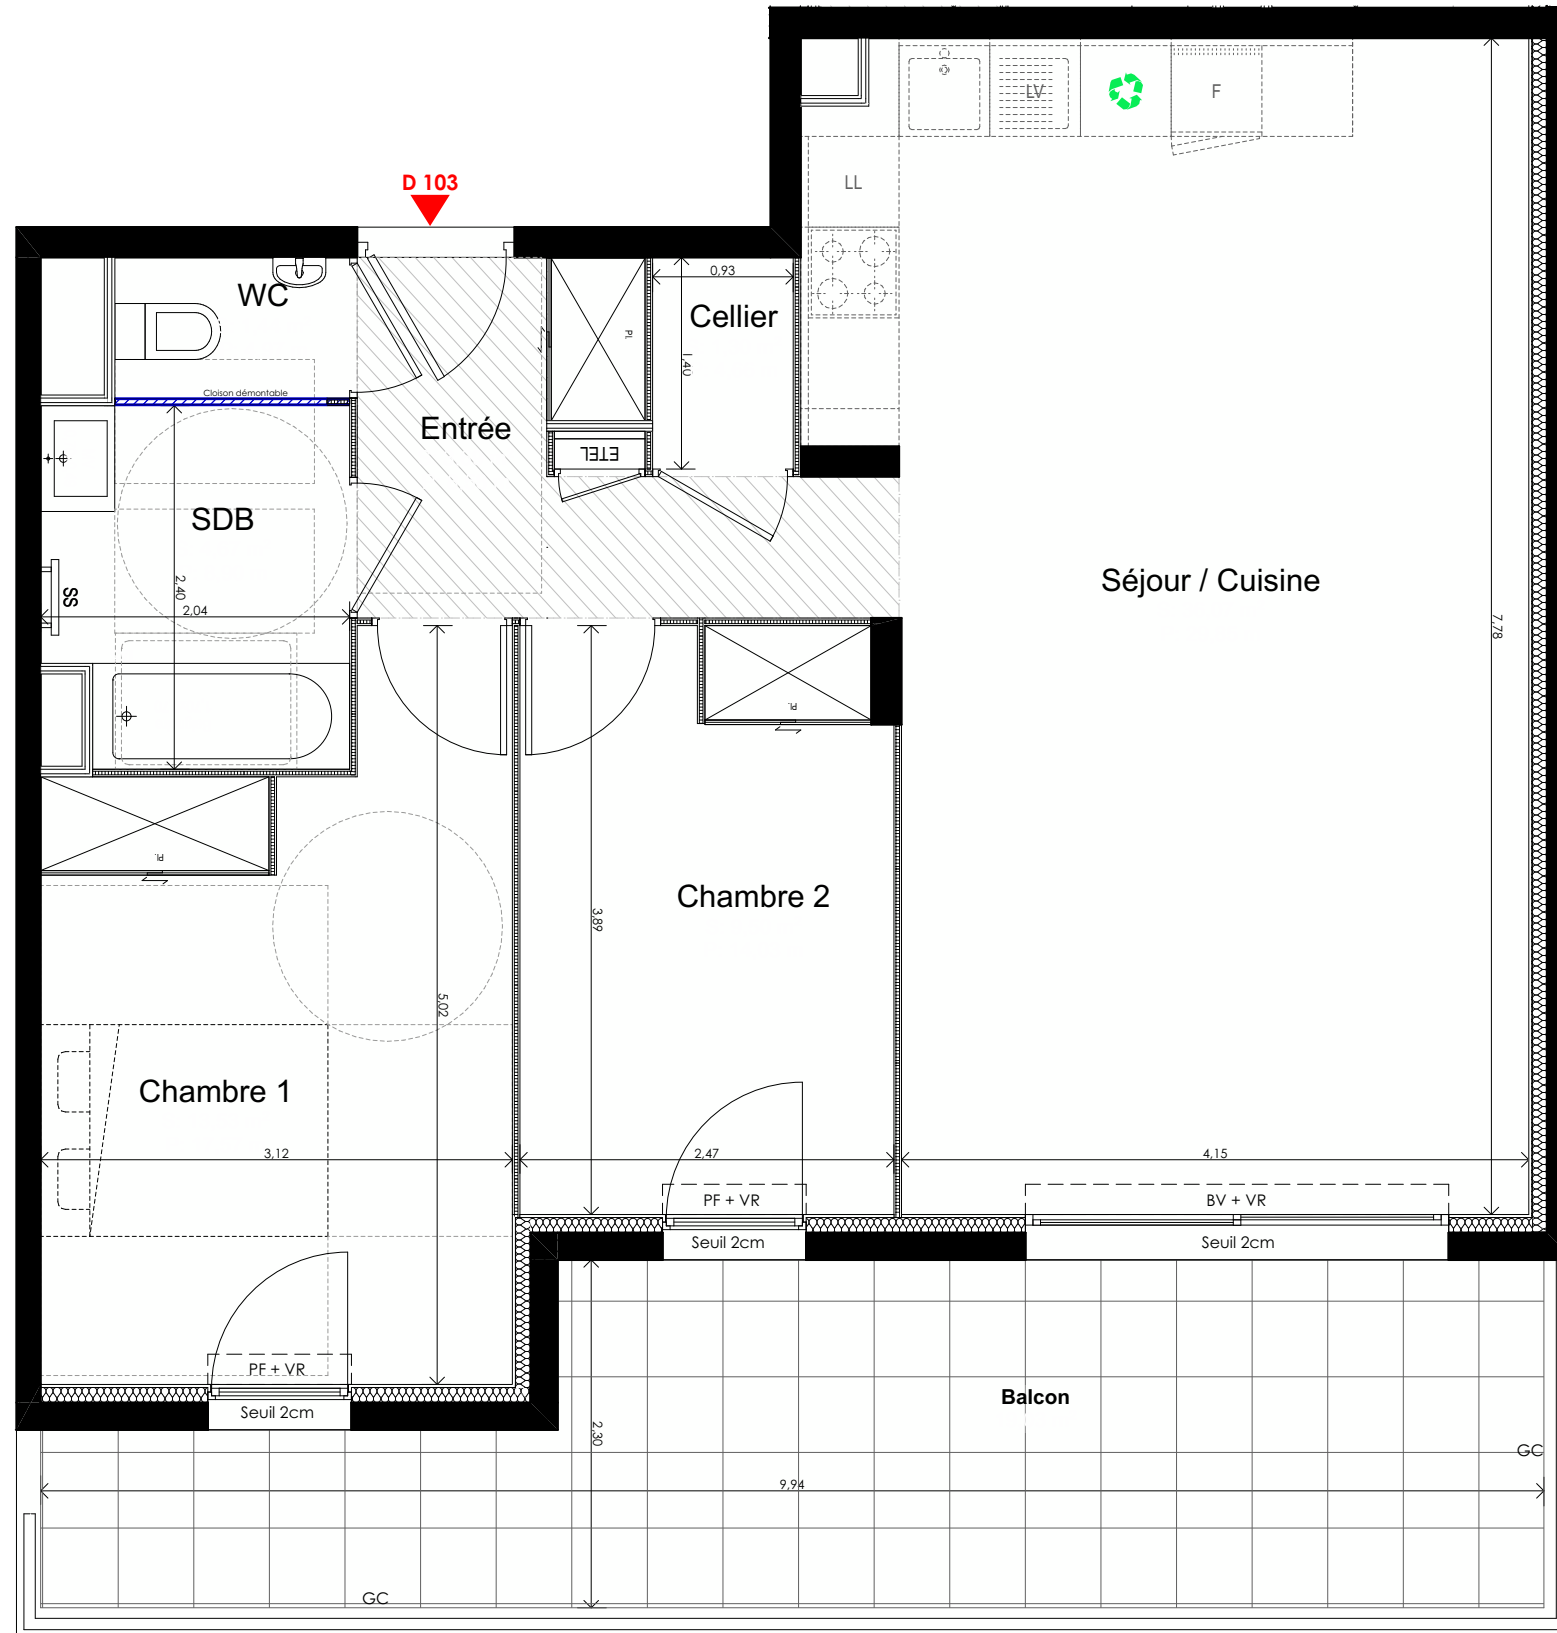 LV
F
D 103
LL
WC
0,93
Cellier
Pl.
1,40
Cloison démontable
Entrée
ETEL
SDB
SS
2,40
2,04
Séjour / Cuisine
7,78
Pl.
Pl.
Chambre 2
3,89
5,02
Chambre 1
3,12
2,47
4,15
PF + VR
BV + VR
Seuil 2cm
Seuil 2cm
PF + VR
Seuil 2cm
Balcon
2,30
GC
9,94
GC